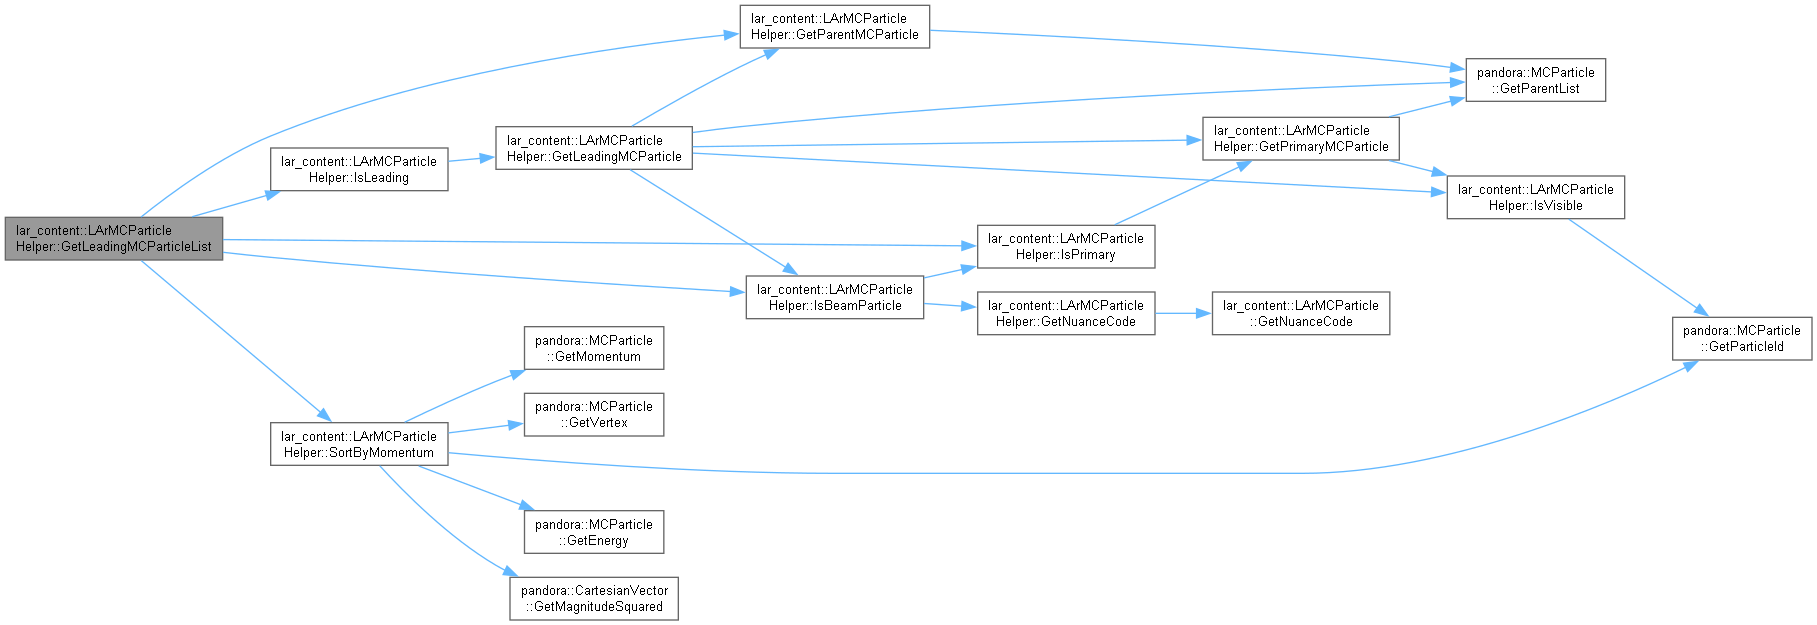 lar_content::LArMCParticle
Helper::GetLeadingMCParticleList
lar_content::LArMCParticle
Helper::IsLeading
lar_content::LArMCParticle
Helper::SortByMomentum
lar_content::LArMCParticle
Helper::GetLeadingMCParticle
pandora::MCParticle
::GetMomentum
pandora::MCParticle
::GetVertex
pandora::MCParticle
::GetEnergy
pandora::CartesianVector
::GetMagnitudeSquared
lar_content::LArMCParticle
Helper::GetParentMCParticle
lar_content::LArMCParticle
Helper::IsBeamParticle
lar_content::LArMCParticle
Helper::IsPrimary
lar_content::LArMCParticle
Helper::GetNuanceCode
lar_content::LArMCParticle
Helper::GetPrimaryMCParticle
lar_content::LArMCParticle
::GetNuanceCode
pandora::MCParticle
::GetParentList
lar_content::LArMCParticle
Helper::IsVisible
pandora::MCParticle
::GetParticleId